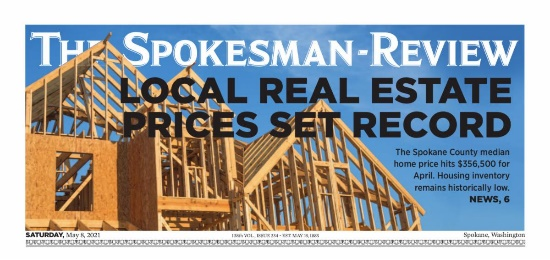 THE SPOKESMAN-REVIEW
LOCAL REAL ESTATE
PRICES SET RECORD
The Spokane County median
home price hits $356,500 for
April. Housing inventory
remains historically low.
NEWS, 6
SATURDAY, May 8, 2021
Spokane, Washington